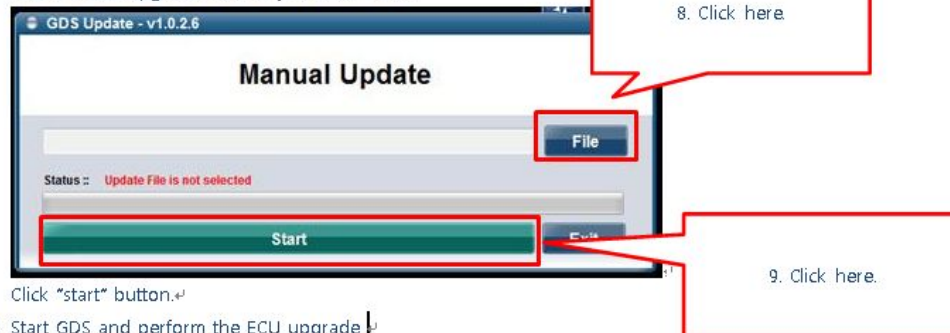 GDS Update - v1.0.2.6
8. Click here.
Manual Update
File
Status :: Update File is not selected
Start
Exit
9. Click here.
Click "start" button.
Start GDS and perform the ECU upgrade